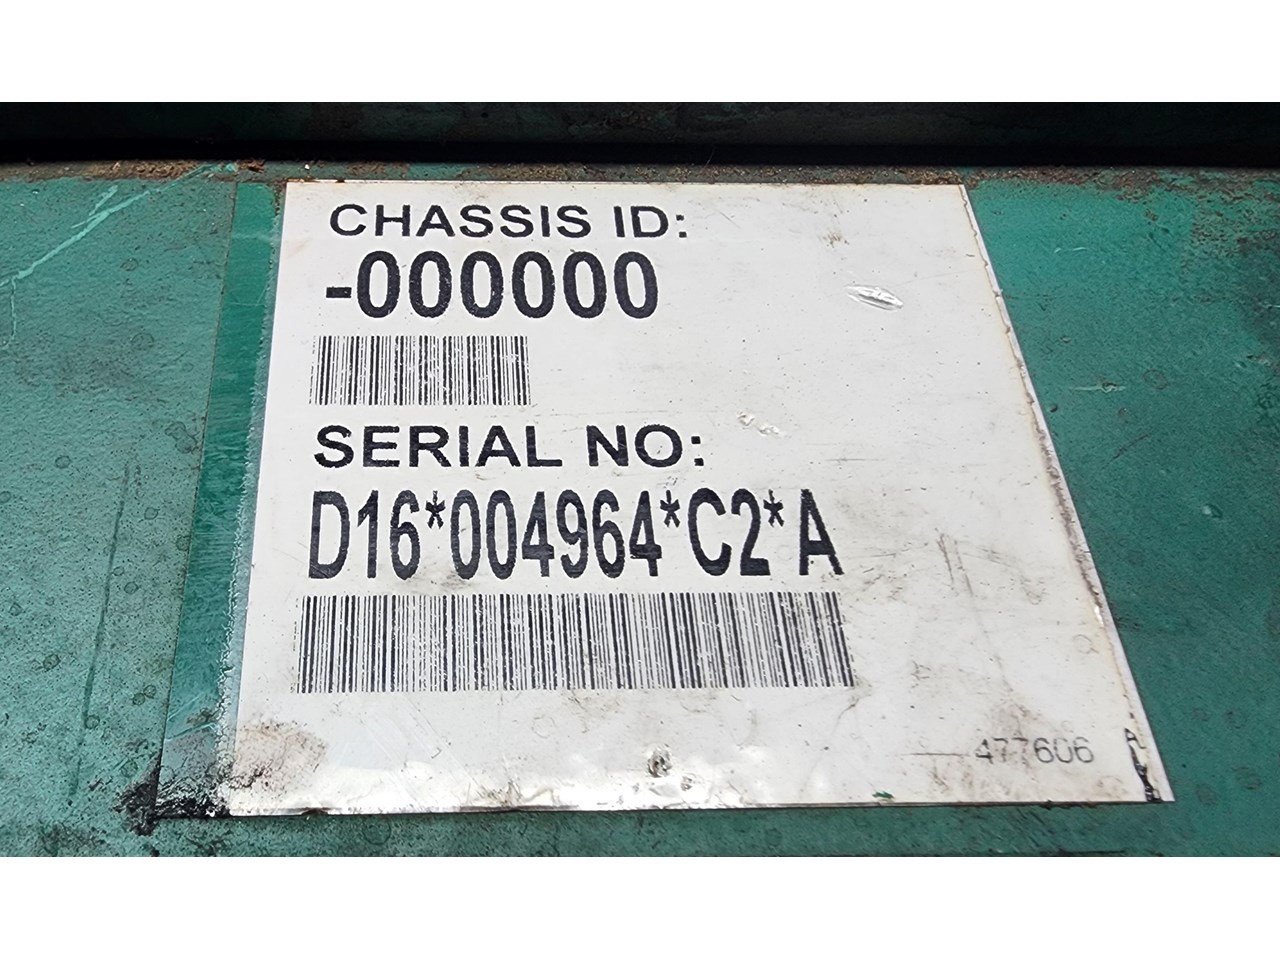 CHASSIS ID:
-000000
SERIAL NO:
D16*004964*C2*A
477606 A